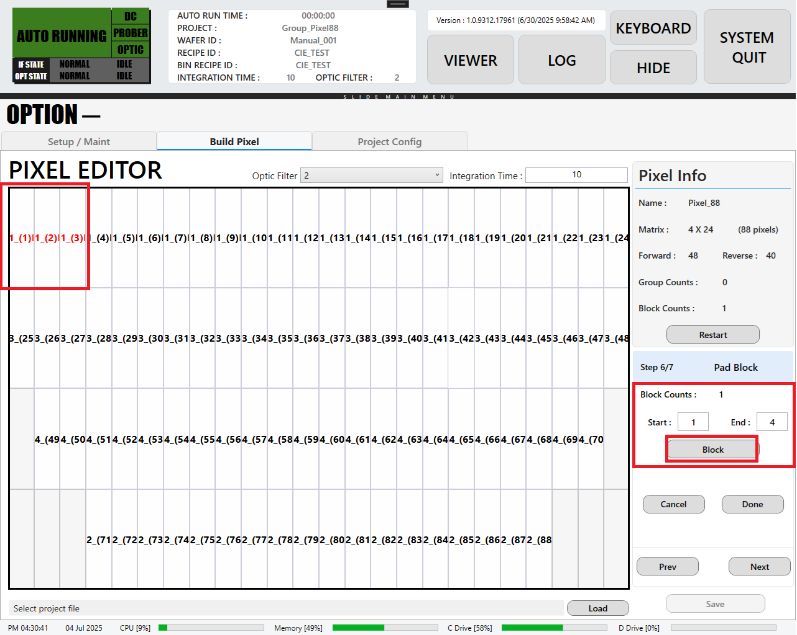 AUTO RUNNING
DC
PROBER
OPTIC
IF STATE NORMAL IDLE
OPT STATE NORMAL IDLE
AUTO RUN TIME : 00:00:00
PROJECT : Group_Pixel88
WAFER ID : Manual_001
RECIPE ID : CIE_TEST
BIN RECIPE ID : CIE_TEST
INTEGRATION TIME : 10 OPTIC FILTER : 2
Version : 1.0.9312.17961 (6/30/2025 9:58:42 AM)
VIEWER
LOG
KEYBOARD
HIDE
SYSTEM
QUIT
SLIDE MAIN MENU
OPTION —
Setup / Maint Build Pixel Project Config
PIXEL EDITOR
Optic Filter 2 Integration Time : 10
1_(1) 1_(2) 1_(3) 1_(4) 1_(5) 1_(6) 1_(7) 1_(8) 1_(9) 1_(10 1_(11 1_(12 1_(13 1_(14 1_(15 1_(16 1_(17 1_(18 1_(19 1_(20 1_(21 1_(22 1_(23 1_(24
3_(25 3_(26 3_(27 3_(28 3_(29 3_(30 3_(31 3_(32 3_(33 3_(34 3_(35 3_(36 3_(37 3_(38 3_(39 3_(40 3_(41 3_(42 3_(43 3_(44 3_(45 3_(46 3_(47 3_(48
4_(49 4_(50 4_(51 4_(52 4_(53 4_(54 4_(55 4_(56 4_(57 4_(58 4_(59 4_(60 4_(61 4_(62 4_(63 4_(64 4_(65 4_(66 4_(67 4_(68 4_(69 4_(70
2_(71 2_(72 2_(73 2_(74 2_(75 2_(76 2_(77 2_(78 2_(79 2_(80 2_(81 2_(82 2_(83 2_(84 2_(85 2_(86 2_(87 2_(88
Pixel Info
Name : Pixel_88
Matrix : 4 X 24 (88 pixels)
Forward : 48 Reverse : 40
Group Counts : 0
Block Counts : 1
Restart
Step 6/7 Pad Block
Block Counts : 1
Start : 1 End : 4
Block
Cancel Done
Prev Next
Save
Select project file Load
PM 04:30:41 04 Jul 2025 CPU [9%] Memory [49%] C Drive [58%] D Drive [0%]